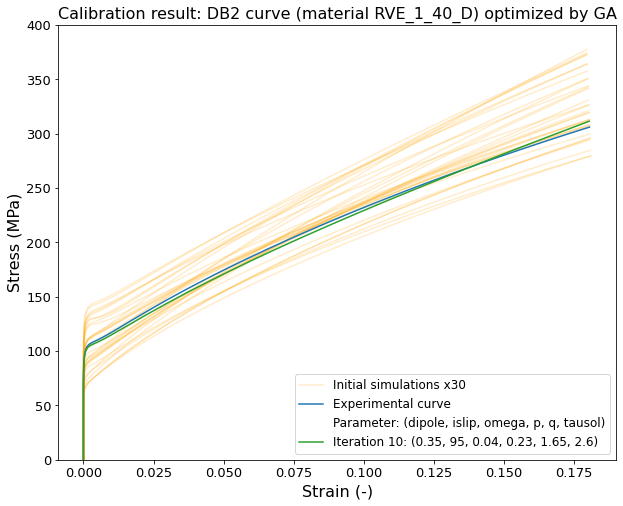 Calibration result: DB2 curve (material RVE_1_40_D) optimized by GA
400
350
300
250
200
150
100
50
0
Stress (MPa)
Initial simulations x30
Experimental curve
Parameter: (dipole, islip, omega, p, q, tausol)
Iteration 10: (0.35, 95, 0.04, 0.23, 1.65, 2.6)
0.000 0.025 0.050 0.075 0.100 0.125 0.150 0.175
Strain (-)